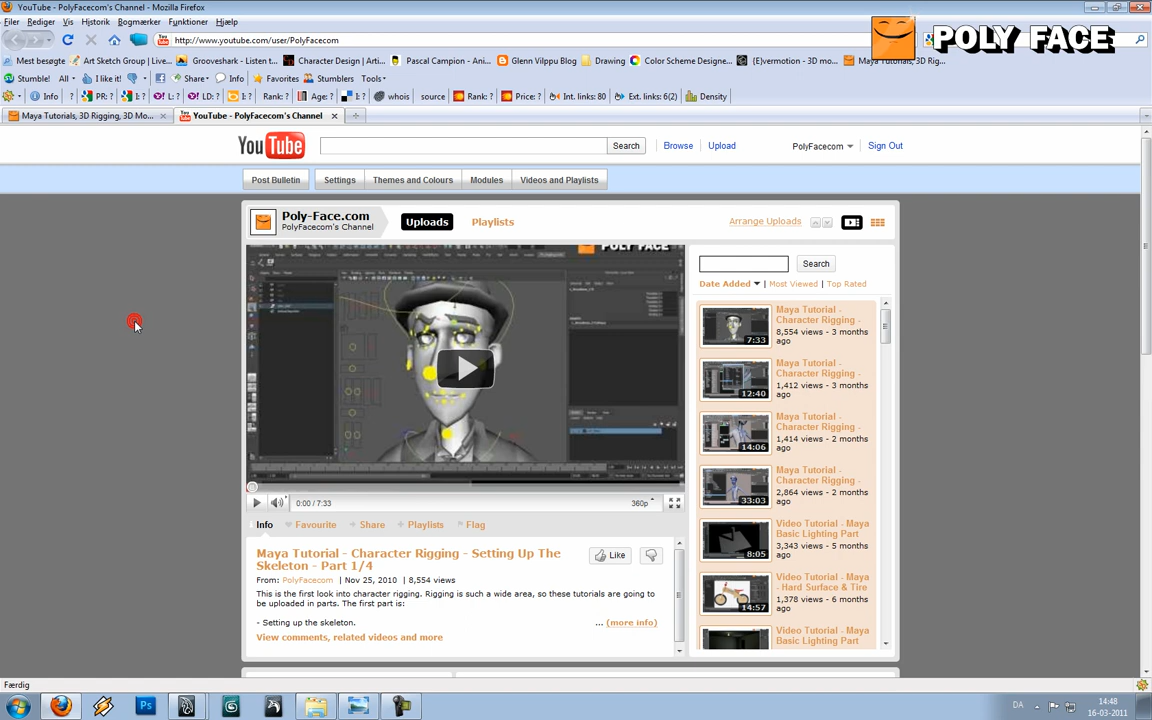 YouTube - PolyFacecom's Channel - Mozilla Firefox
Filer Rediger Vis Historik Bogmærker Funktioner Hjælp
http://www.youtube.com/user/PolyFacecom
POLY FACE
Mest besøgte Art Sketch Group | Live... Grooveshark - Listen t... Character Design | Arti... Pascal Campion - Ani... Glenn Vilppu Blog Drawing Color Scheme Designe... (E)vermotion - 3D mo... Maya Tutorials, 3D Rig...
Stumble! All I like it! Share Info Favorites Stumblers Tools
Info ? PR: ? I: ? L: ? LD: ? I: ? Rank: ? Age: ? I: ? whois source Rank: ? Price: ? Int. links: 80 Ext. links: 6(2) Density
Maya Tutorials, 3D Rigging, 3D Mo... YouTube - PolyFacecom's Channel
YouTube Search Browse Upload PolyFacecom Sign Out
Post Bulletin Settings Themes and Colours Modules Videos and Playlists
Poly-Face.com
PolyFacecom's Channel
Uploads Playlists Arrange Uploads
POLY FACE
Search
Date Added | Most Viewed | Top Rated
Maya Tutorial -
Character Rigging -
8,554 views - 3 months
ago
7:33
Maya Tutorial -
Character Rigging -
1,412 views - 3 months
ago
12:40
Maya Tutorial -
Character Rigging -
1,414 views - 2 months
ago
14:06
Maya Tutorial -
Character Rigging -
2,864 views - 2 months
ago
33:03
Video Tutorial - Maya
Basic Lighting Part
3,343 views - 5 months
ago
8:05
Video Tutorial - Maya
- Hard Surface & Tire
1,378 views - 6 months
ago
14:57
Video Tutorial - Maya
Basic Lighting Part
0:00 / 7:33 360p
Info Favourite Share Playlists Flag
Maya Tutorial - Character Rigging - Setting Up The
Skeleton - Part 1/4
Like
From: PolyFacecom | Nov 25, 2010 | 8,554 views
This is the first look into character rigging. Rigging is such a wide area, so these tutorials are going to
be uploaded in parts. The first part is:
- Setting up the skeleton. ... (more info)
View comments, related videos and more
Færdig
Ps
DA
14:48
16-03-2011